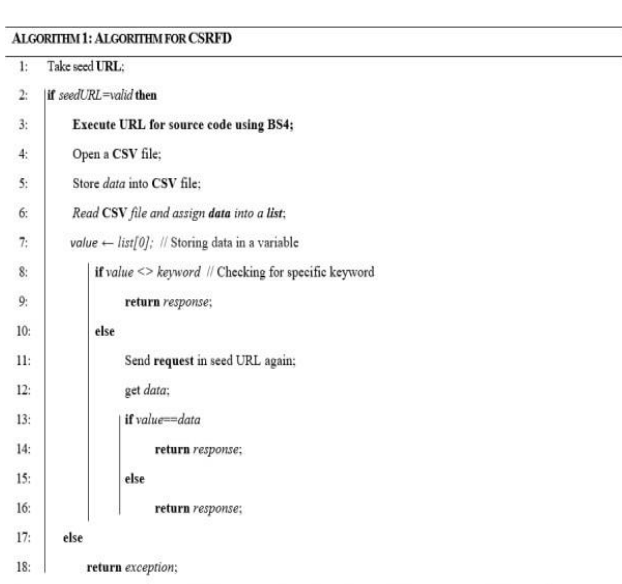 ALGORITHM 1: ALGORITHM FOR CSRFD
1: Take seed URL;
2: if seedURL=valid then
3: Execute URL for source code using BS4;
4: Open a CSV file;
5: Store data into CSV file;
6: Read CSV file and assign data into a list;
7: value ← list[0]; // Storing data in a variable
8: if value <> keyword // Checking for specific keyword
9: return response;
10: else
11: Send request in seed URL again;
12: get data;
13: if value==data
14: return response;
15: else
16: return response;
17: else
18: return exception;